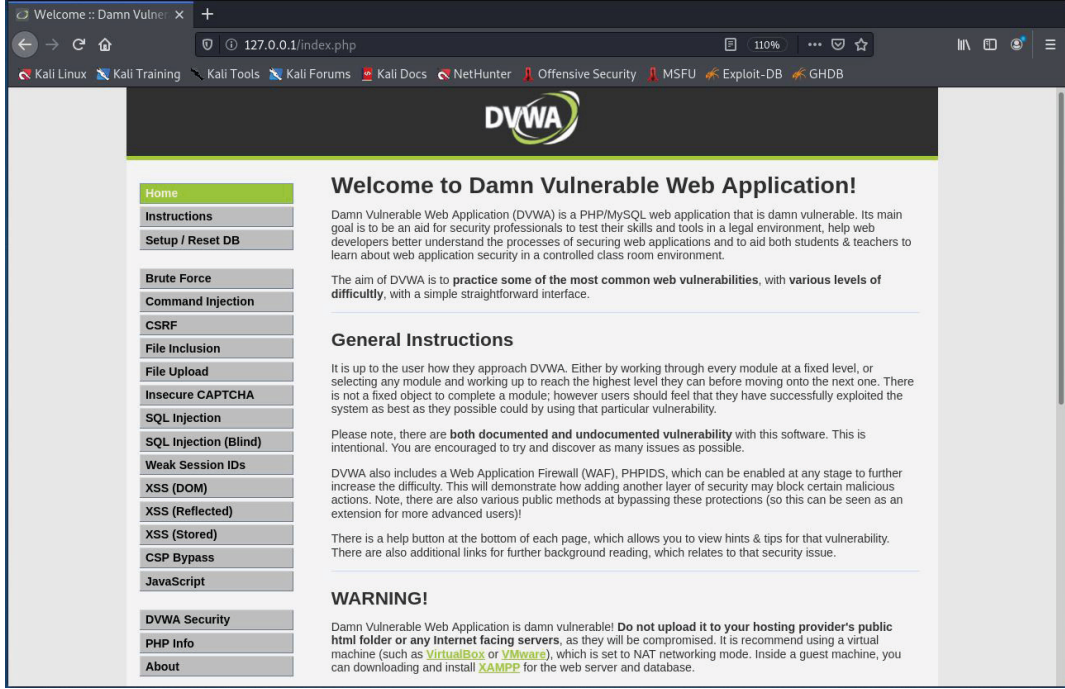 Welcome :: Damn Vulner
127.0.0.1/index.php
110%
Kali Linux Kali Training Kali Tools Kali Forums Kali Docs NetHunter Offensive Security MSFU Exploit-DB GHDB
DVWA
Home
Instructions
Setup / Reset DB
Brute Force
Command Injection
CSRF
File Inclusion
File Upload
Insecure CAPTCHA
SQL Injection
SQL Injection (Blind)
Weak Session IDs
XSS (DOM)
XSS (Reflected)
XSS (Stored)
CSP Bypass
JavaScript
DVWA Security
PHP Info
About
Welcome to Damn Vulnerable Web Application!
Damn Vulnerable Web Application (DVWA) is a PHP/MySQL web application that is damn vulnerable. Its main
goal is to be an aid for security professionals to test their skills and tools in a legal environment, help web
developers better understand the processes of securing web applications and to aid both students & teachers to
learn about web application security in a controlled class room environment.
The aim of DVWA is to practice some of the most common web vulnerabilities, with various levels of
difficultly, with a simple straightforward interface.
General Instructions
It is up to the user how they approach DVWA. Either by working through every module at a fixed level, or
selecting any module and working up to reach the highest level they can before moving onto the next one. There
is not a fixed object to complete a module; however users should feel that they have successfully exploited the
system as best as they possible could by using that particular vulnerability.
Please note, there are both documented and undocumented vulnerability with this software. This is
intentional. You are encouraged to try and discover as many issues as possible.
DVWA also includes a Web Application Firewall (WAF), PHPIDS, which can be enabled at any stage to further
increase the difficulty. This will demonstrate how adding another layer of security may block certain malicious
actions. Note, there are also various public methods at bypassing these protections (so this can be seen as an
extension for more advanced users)!
There is a help button at the bottom of each page, which allows you to view hints & tips for that vulnerability.
There are also additional links for further background reading, which relates to that security issue.
WARNING!
Damn Vulnerable Web Application is damn vulnerable! Do not upload it to your hosting provider's public
html folder or any Internet facing servers, as they will be compromised. It is recommend using a virtual
machine (such as VirtualBox or VMware), which is set to NAT networking mode. Inside a guest machine, you
can downloading and install XAMPP for the web server and database.